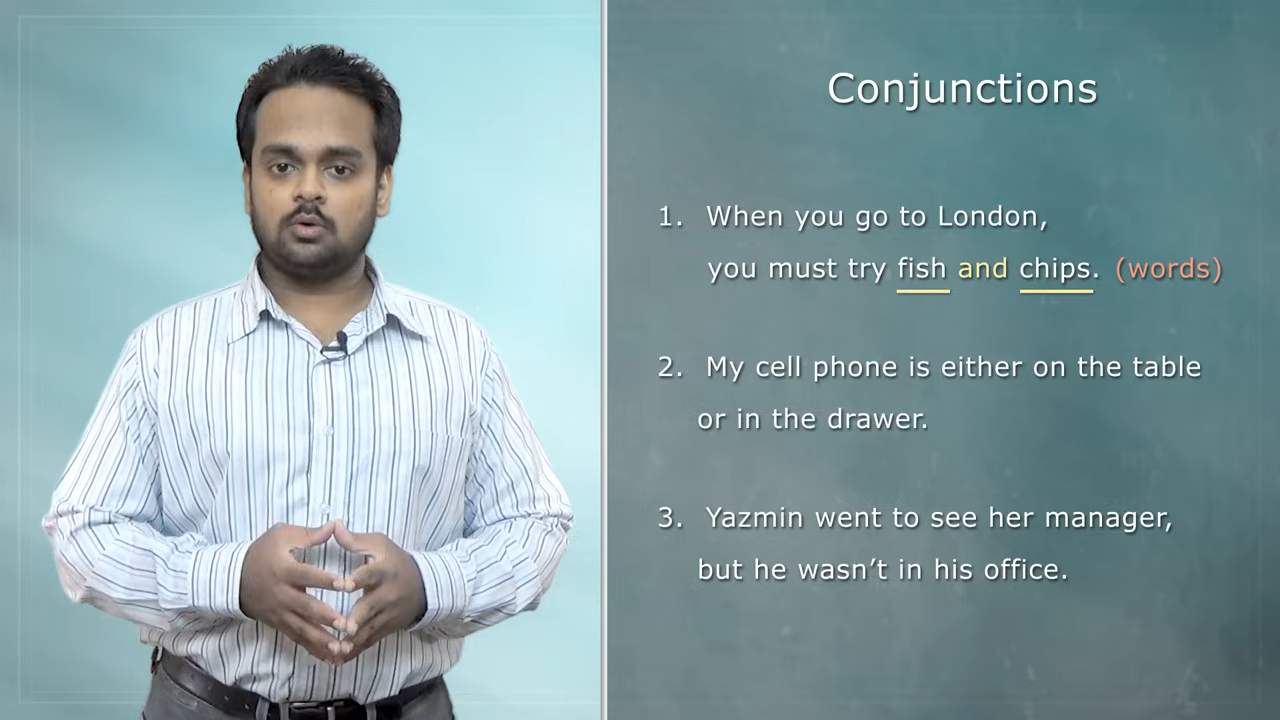 Conjunctions
1. When you go to London,
you must try fish and chips. (words)
2. My cell phone is either on the table
or in the drawer.
3. Yazmin went to see her manager,
but he wasn’t in his office.